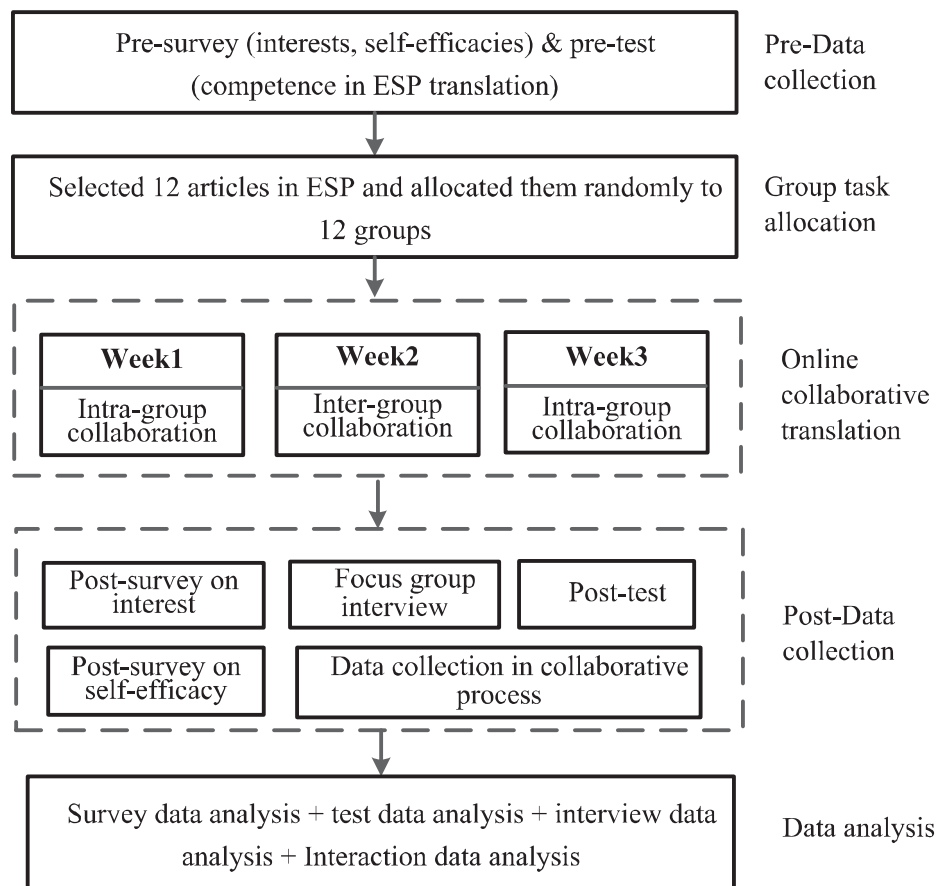 Pre-survey (interests, self-efficacies) & pre-test
(competence in ESP translation)
Pre-Data
collection
Selected 12 articles in ESP and allocated them randomly to
12 groups
Group task
allocation
Week1
Intra-group
collaboration
Week2
Inter-group
collaboration
Week3
Intra-group
collaboration
Online
collaborative
translation
Post-survey on
interest
Focus group
interview
Post-test
Post-survey on
self-efficacy
Data collection in collaborative
process
Post-Data
collection
Survey data analysis + test data analysis + interview data
analysis + Interaction data analysis
Data analysis